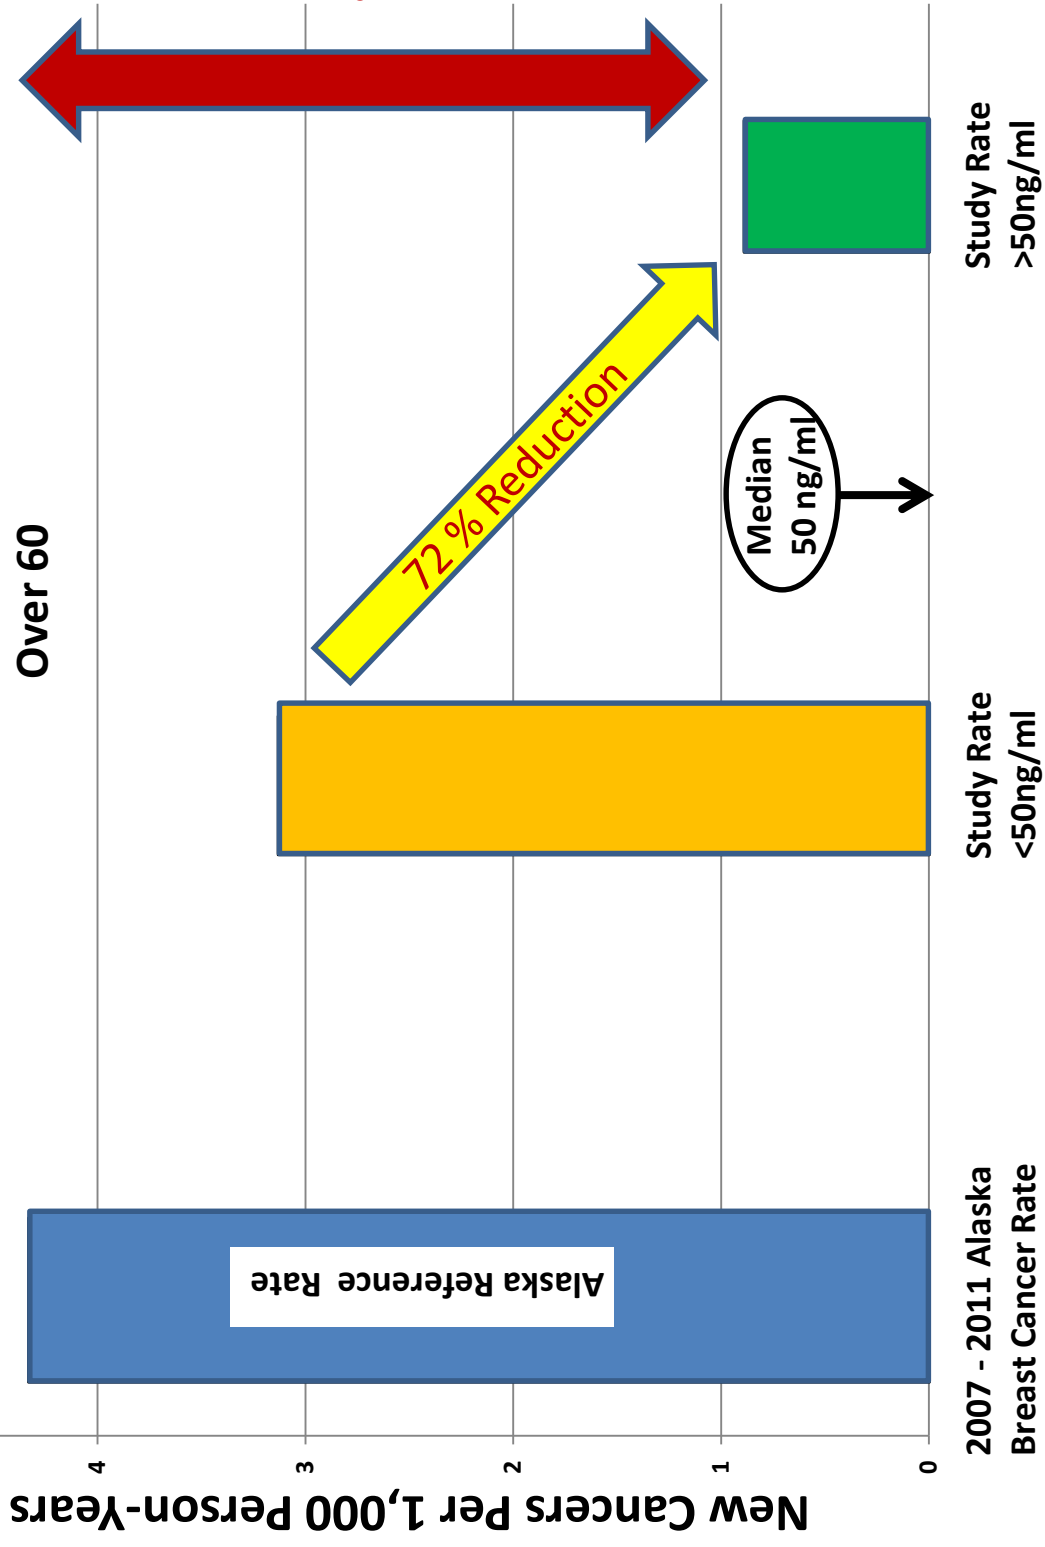 Over 60
New Cancers Per 1,000 Person-Years
4
3
2
1
0
Alaska Reference Rate
72 % Reduction
Median
50 ng/ml
2007 - 2011 Alaska
Breast Cancer Rate
Study Rate
<50ng/ml
Study Rate
>50ng/ml